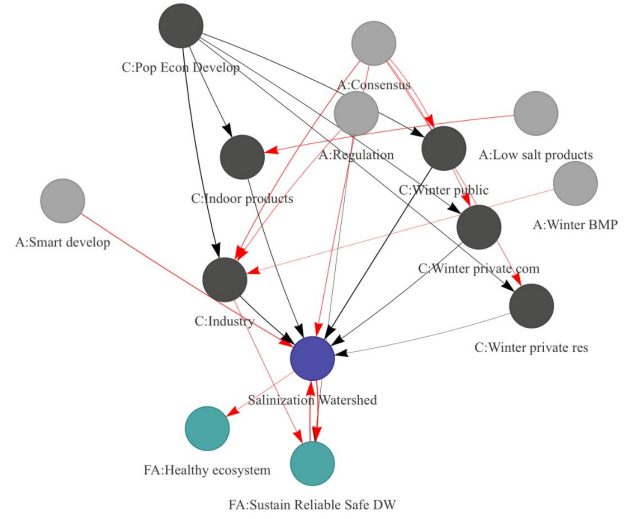 C:Pop Econ Develop
A:Consensus
A:Regulation
A:Low salt products
C:Indoor products
C:Winter public
A:Smart develop
A:Winter BMP
C:Winter private com
C:Industry
C:Winter private res
Salinization Watershed
FA:Healthy ecosystem
FA:Sustain Reliable Safe DW